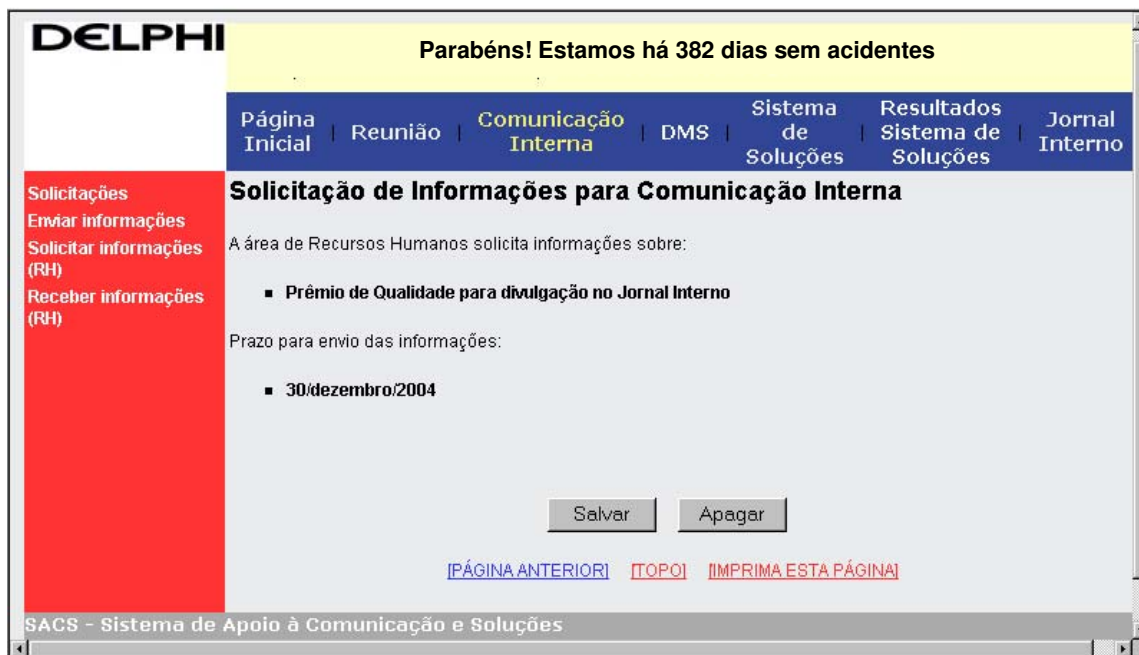 DELPHI
Parabéns! Estamos há 382 dias sem acidentes
Página Inicial | Reunião | Comunicação Interna | DMS | Sistema de Soluções | Resultados Sistema de Soluções | Jornal Interno
Solicitações
Enviar informações
Solicitar informações
(RH)
Receber informações
(RH)
Solicitação de Informações para Comunicação Interna
A área de Recursos Humanos solicita informações sobre:
▪ Prêmio de Qualidade para divulgação no Jornal Interno
Prazo para envio das informações:
▪ 30/dezembro/2004
Salvar Apagar
[PÁGINA ANTERIOR] [TOPO] [IMPRIMA ESTA PÁGINA]
SACS - Sistema de Apoio à Comunicação e Soluções